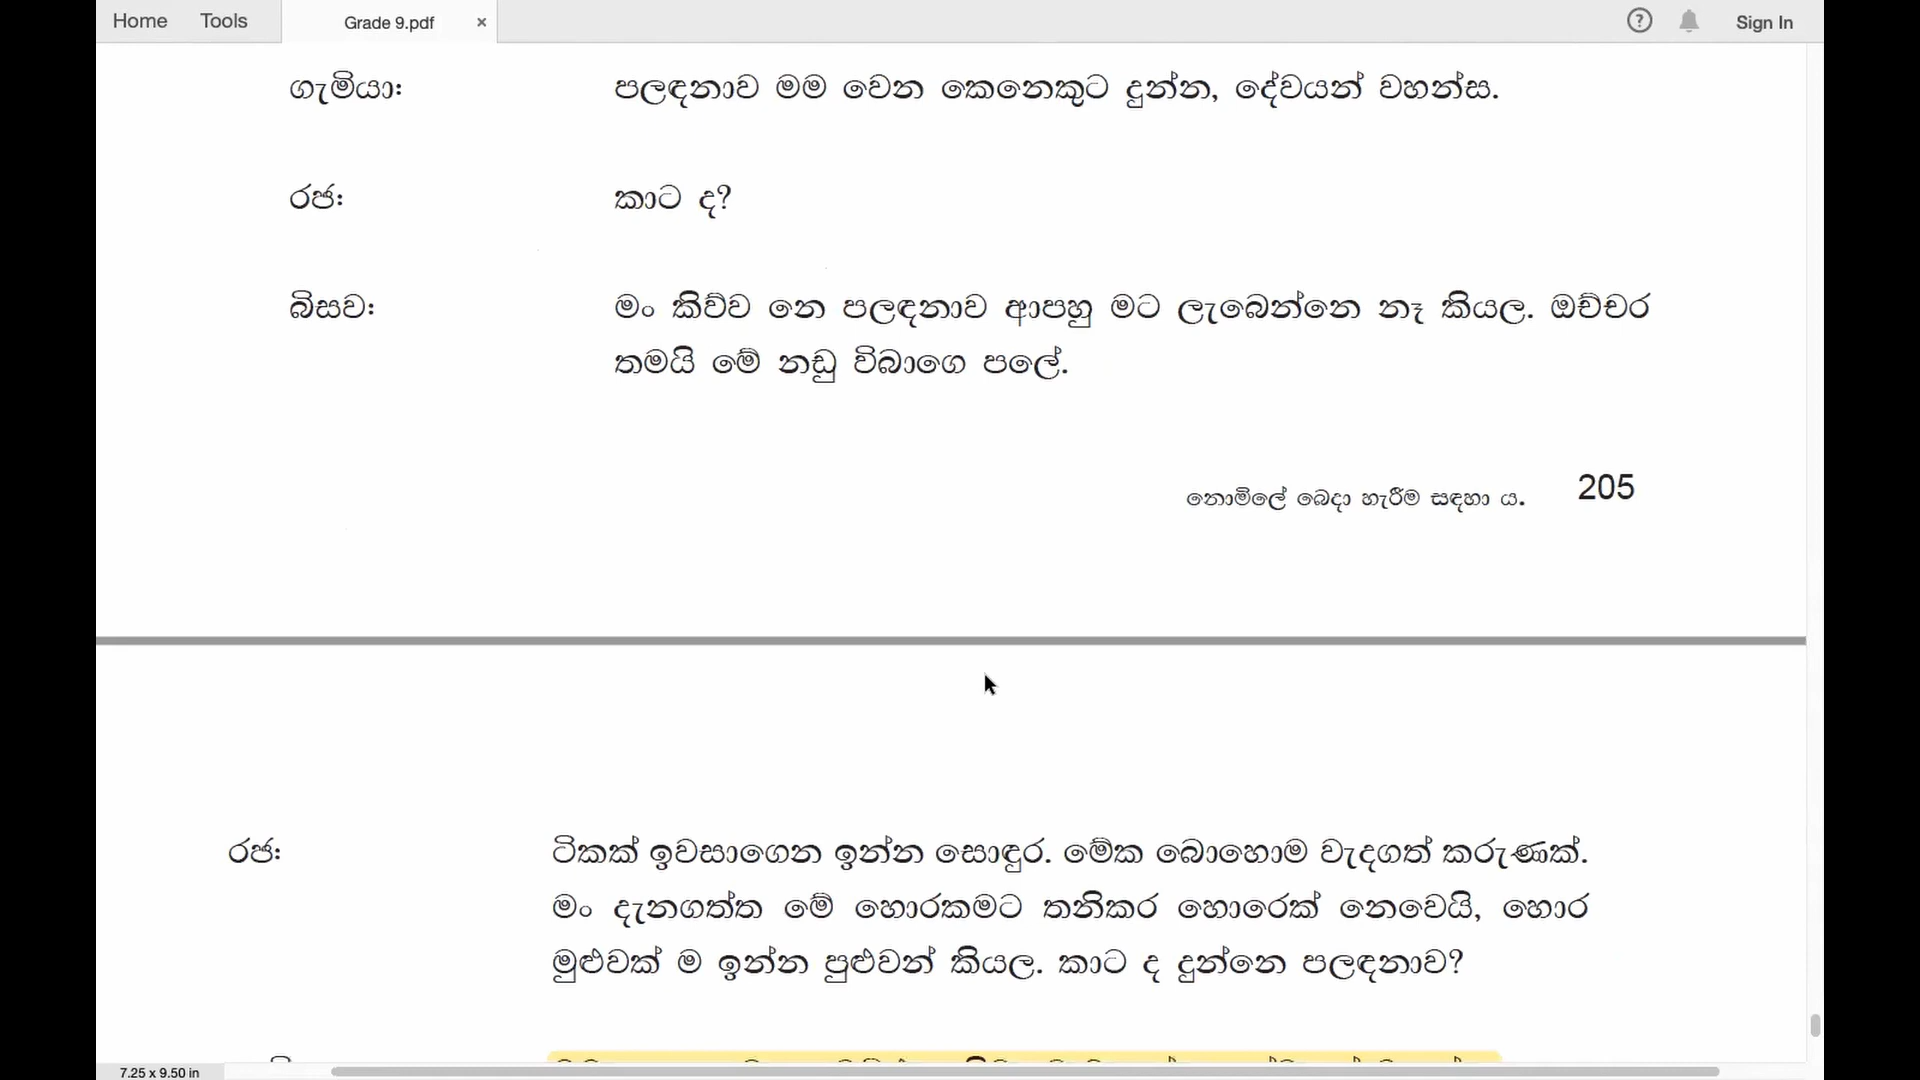 Home Tools Grade 9.pdf × ? Sign In
ගැමියා: පලඳනාව මම වෙන කෙනෙකුට දුන්න, දේවයන් වහන්ස.
රජ: කාට ද?
බිසව: මං කිව්ව නෙ පලඳනාව ආපහු මට ලැබෙන්නෙ නෑ කියල. ඔච්චර
තමයි මේ නඩු විබාගෙ පලේ.
නොමිලේ බෙදා හැරීම සඳහා ය. 205
රජ: ටිකක් ඉවසාගෙන ඉන්න සොඳුර. මේක බොහොම වැදගත් කරුණක්.
මං දැනගත්ත මේ හොරකමට තනිකර හොරෙක් නෙවෙයි, හොර
මුළුවක් ම ඉන්න පුළුවන් කියල. කාට ද දුන්නෙ පලඳනාව?
7.25 x 9.50 in